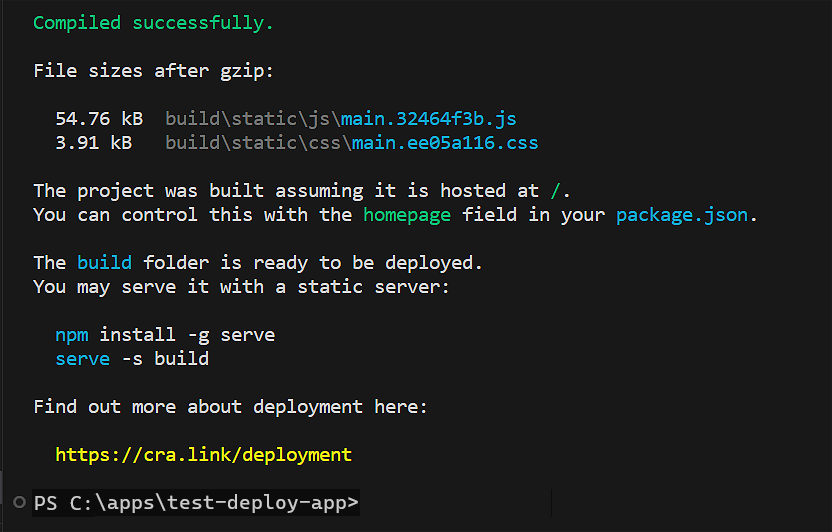 Compiled successfully.
File sizes after gzip:
54.76 kB  build\static\js\main.32464f3b.js
3.91 kB   build\static\css\main.ee05a116.css
The project was built assuming it is hosted at /.
You can control this with the homepage field in your package.json.
The build folder is ready to be deployed.
You may serve it with a static server:
npm install -g serve
serve -s build
Find out more about deployment here:
https://cra.link/deployment
PS C:\apps\test-deploy-app>